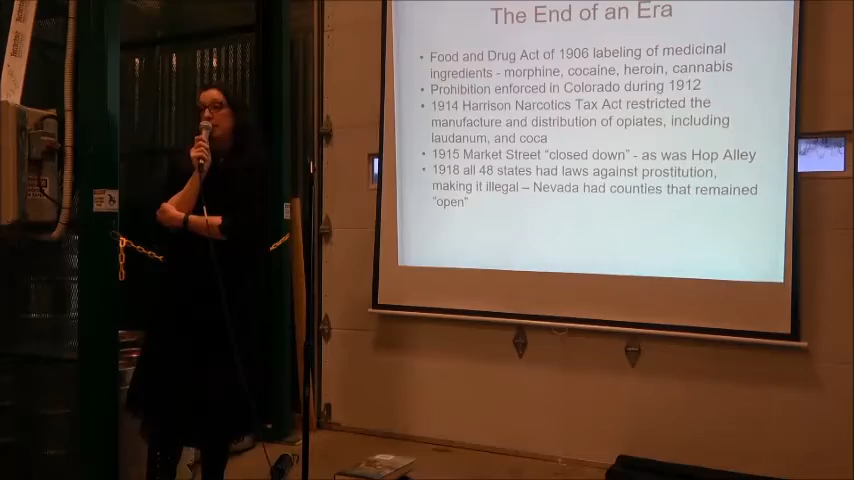 The End of an Era
• Food and Drug Act of 1906 labeling of medicinal
ingredients - morphine, cocaine, heroin, cannabis
• Prohibition enforced in Colorado during 1912
• 1914 Harrison Narcotics Tax Act restricted the
manufacture and distribution of opiates, including
laudanum, and coca
• 1915 Market Street "closed down" - as was Hop Alley
• 1918 all 48 states had laws against prostitution,
making it illegal – Nevada had counties that remained
"open"